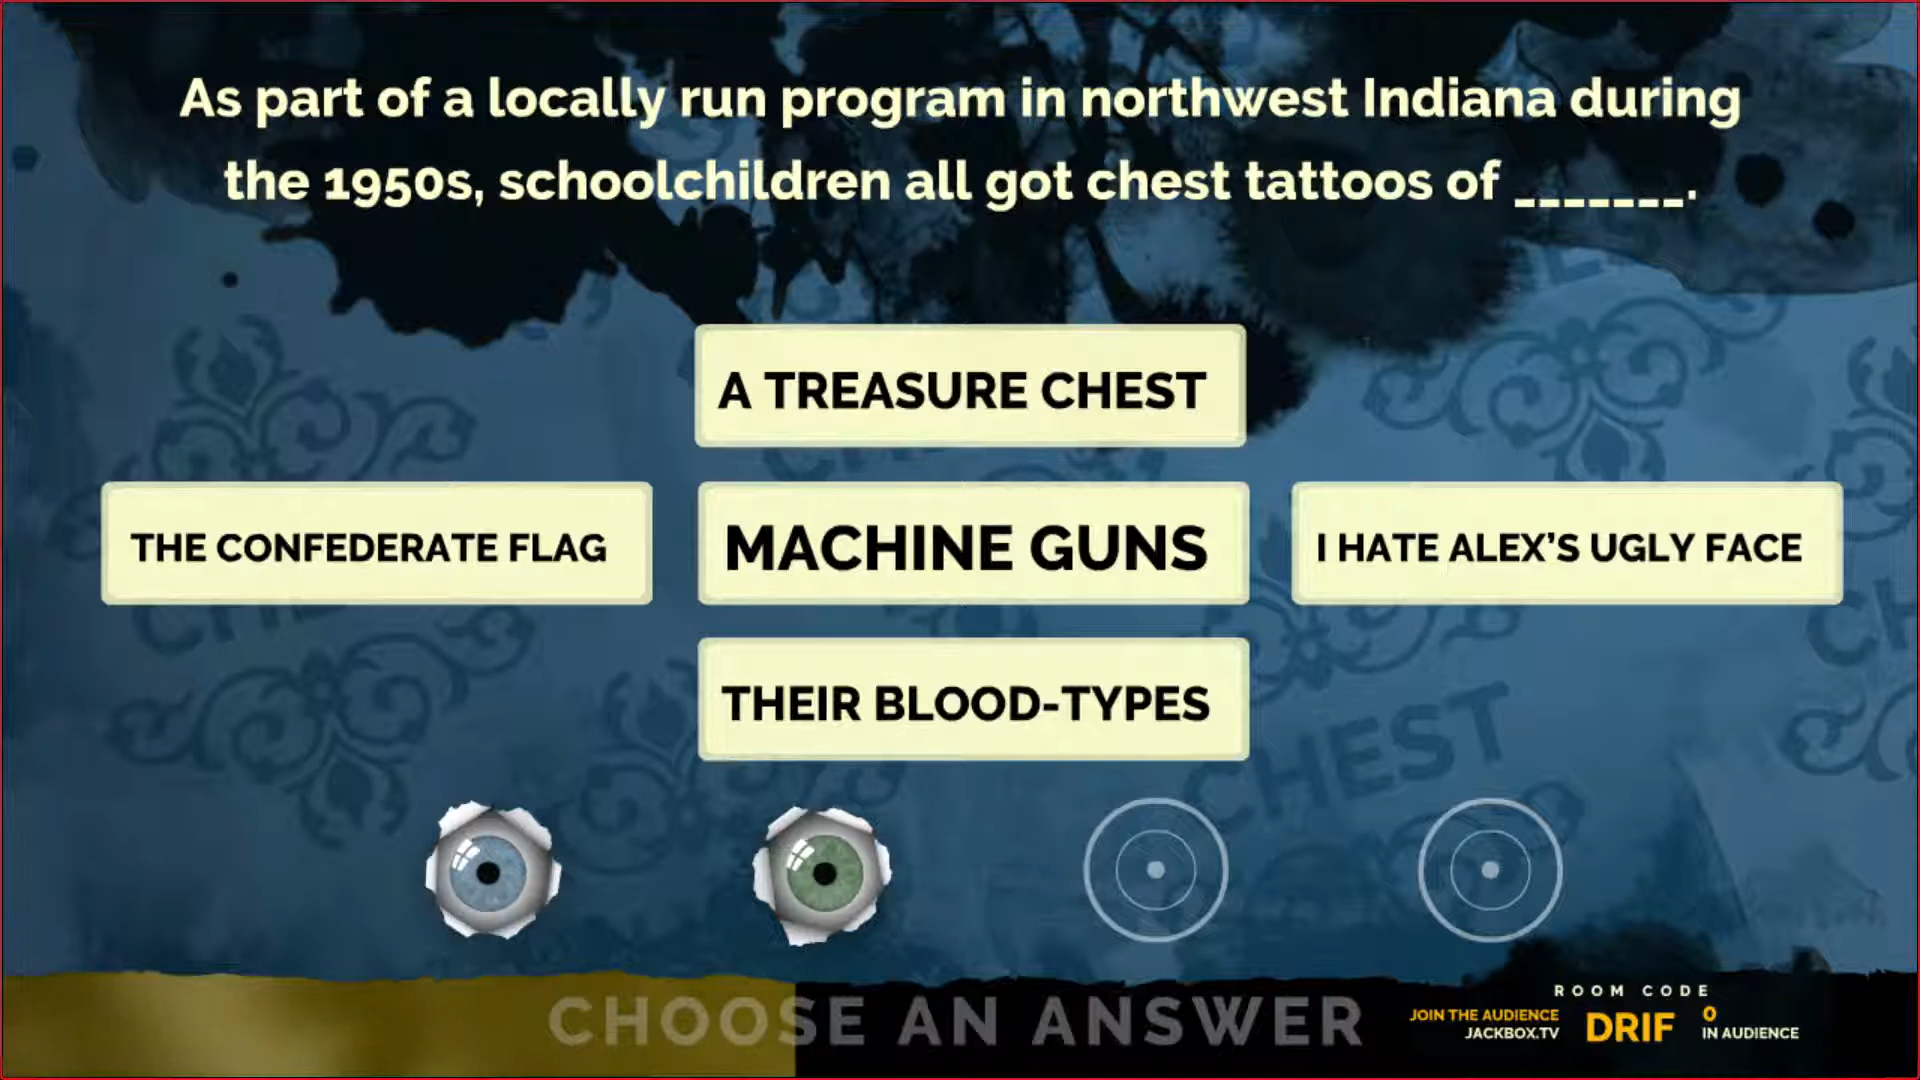 As part of a locally run program in northwest Indiana during
the 1950s, schoolchildren all got chest tattoos of _______.
A TREASURE CHEST
THE CONFEDERATE FLAG
MACHINE GUNS
I HATE ALEX'S UGLY FACE
THEIR BLOOD-TYPES
CHEST
CHOOSE AN ANSWER
ROOM CODE
JOIN THE AUDIENCE
JACKBOX.TV
DRIF
0
IN AUDIENCE